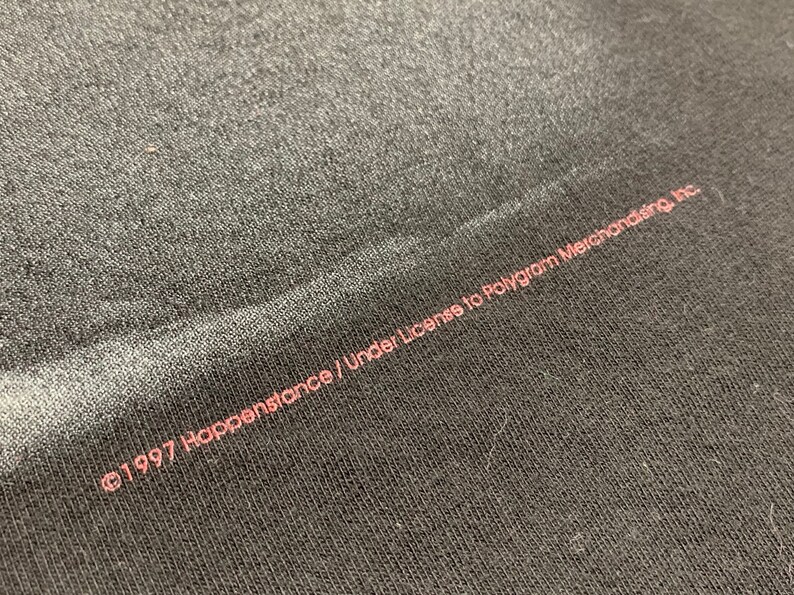 ©1997 Happenstance / Under License to Polygram Merchandising, Inc.